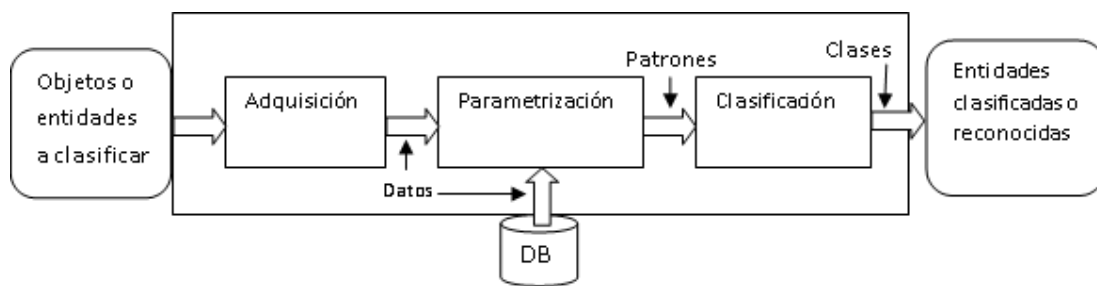 Objetos o
entidades
a clasificar
Adquisición
Datos
Parametrización
DB
Patrones
Clasificación
Clases
Entidades
clasificadas o
reconocidas